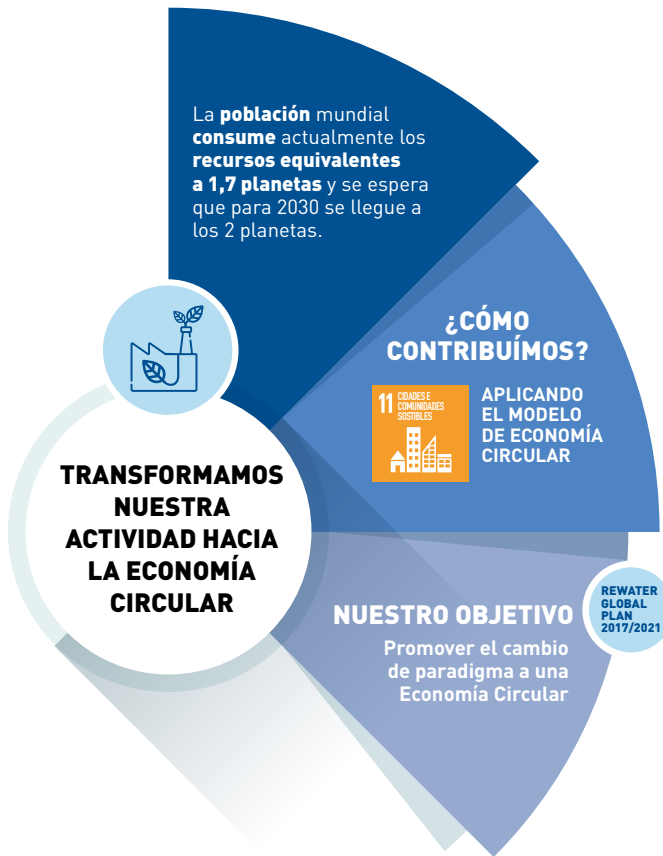 La población mundial
consume actualmente los
recursos equivalentes
a 1,7 planetas y se espera
que para 2030 se llegue a
los 2 planetas.
¿CÓMO
CONTRIBUÍMOS?
11 CIDADES E
COMUNIDADES
SOSTIBLES
APLICANDO
EL MODELO
DE ECONOMÍA
CIRCULAR
TRANSFORMAMOS
NUESTRA
ACTIVIDAD HACIA
LA ECONOMÍA
CIRCULAR
NUESTRO OBJETIVO
Promover el cambio
de paradigma a una
Economía Circular
REWATER
GLOBAL
PLAN
2017/2021